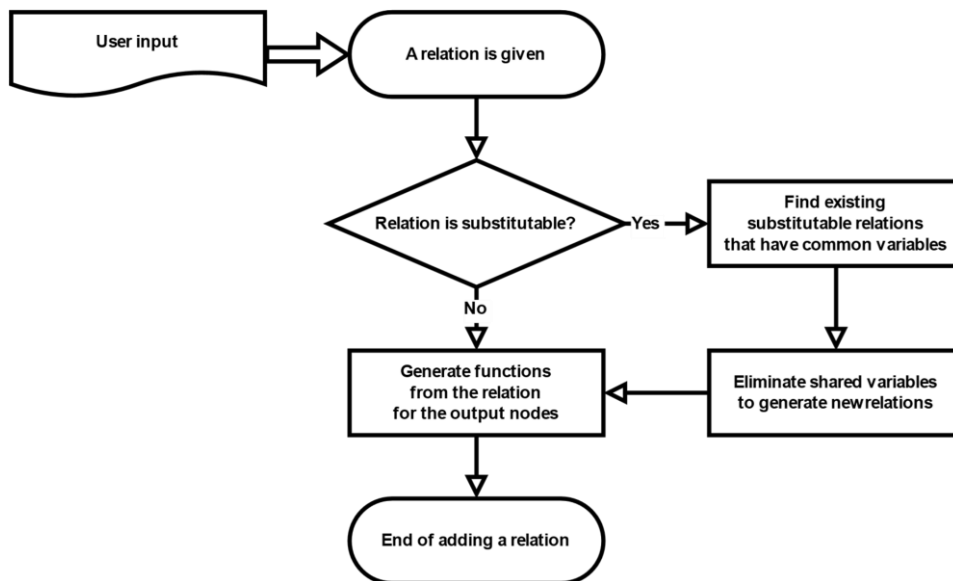 User input
A relation is given
Relation is substitutable?
Yes
Find existing
substitutable relations
that have common variables
No
Generate functions
from the relation
for the output nodes
Eliminate shared variables
to generate newrelations
End of adding a relation